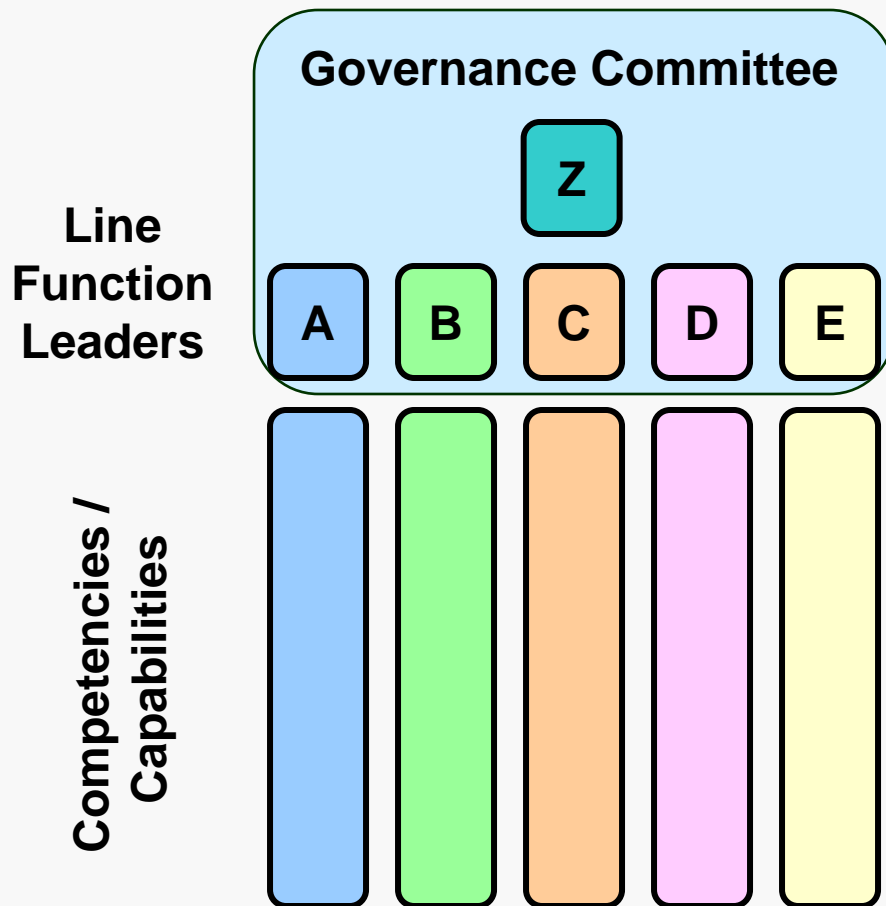 Governance Committee
Z
Line
Function
Leaders
A B C D E
Competencies /
Capabilities